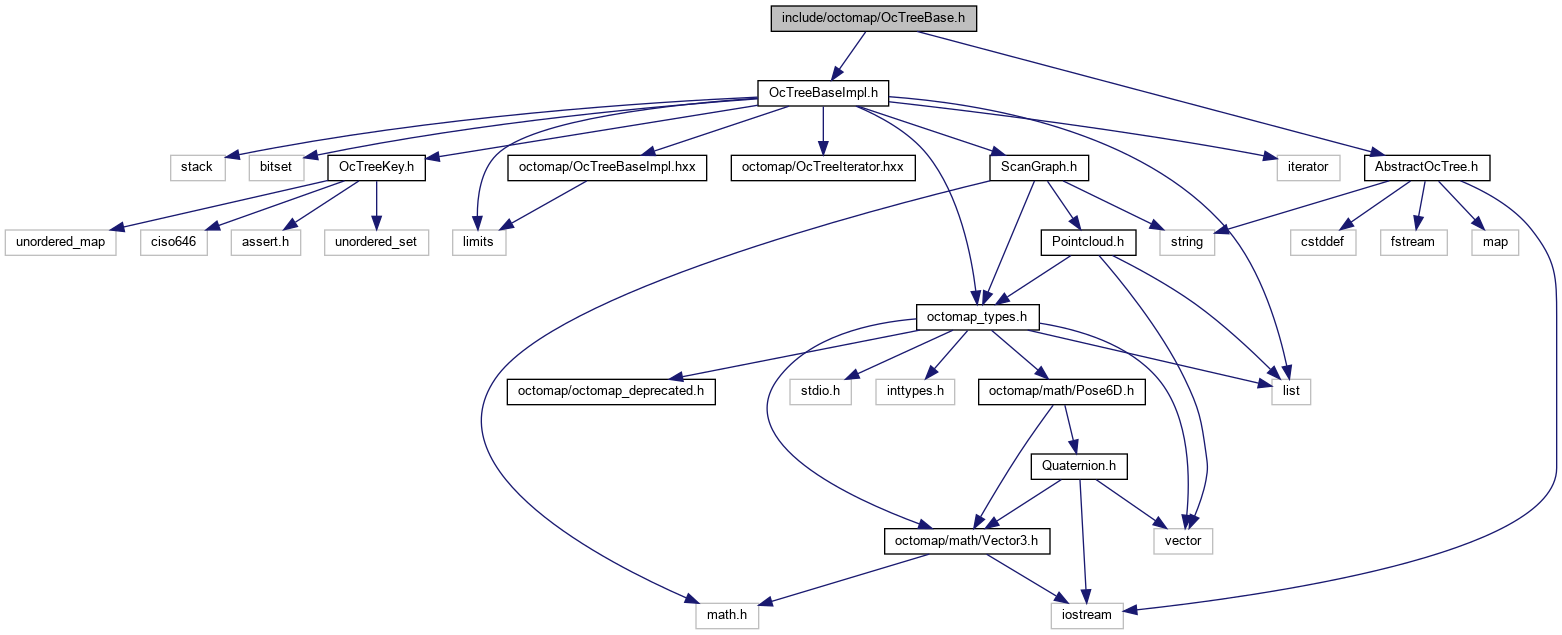 include/octomap/OcTreeBase.h
OcTreeBaseImpl.h
stack
bitset
OcTreeKey.h
octomap/OcTreeBaseImpl.hxx
octomap/OcTreeIterator.hxx
ScanGraph.h
iterator
AbstractOcTree.h
unordered_map
ciso646
assert.h
unordered_set
limits
Pointcloud.h
string
cstddef
fstream
map
octomap_types.h
octomap/octomap_deprecated.h
stdio.h
inttypes.h
octomap/math/Pose6D.h
list
Quaternion.h
octomap/math/Vector3.h
vector
math.h
iostream